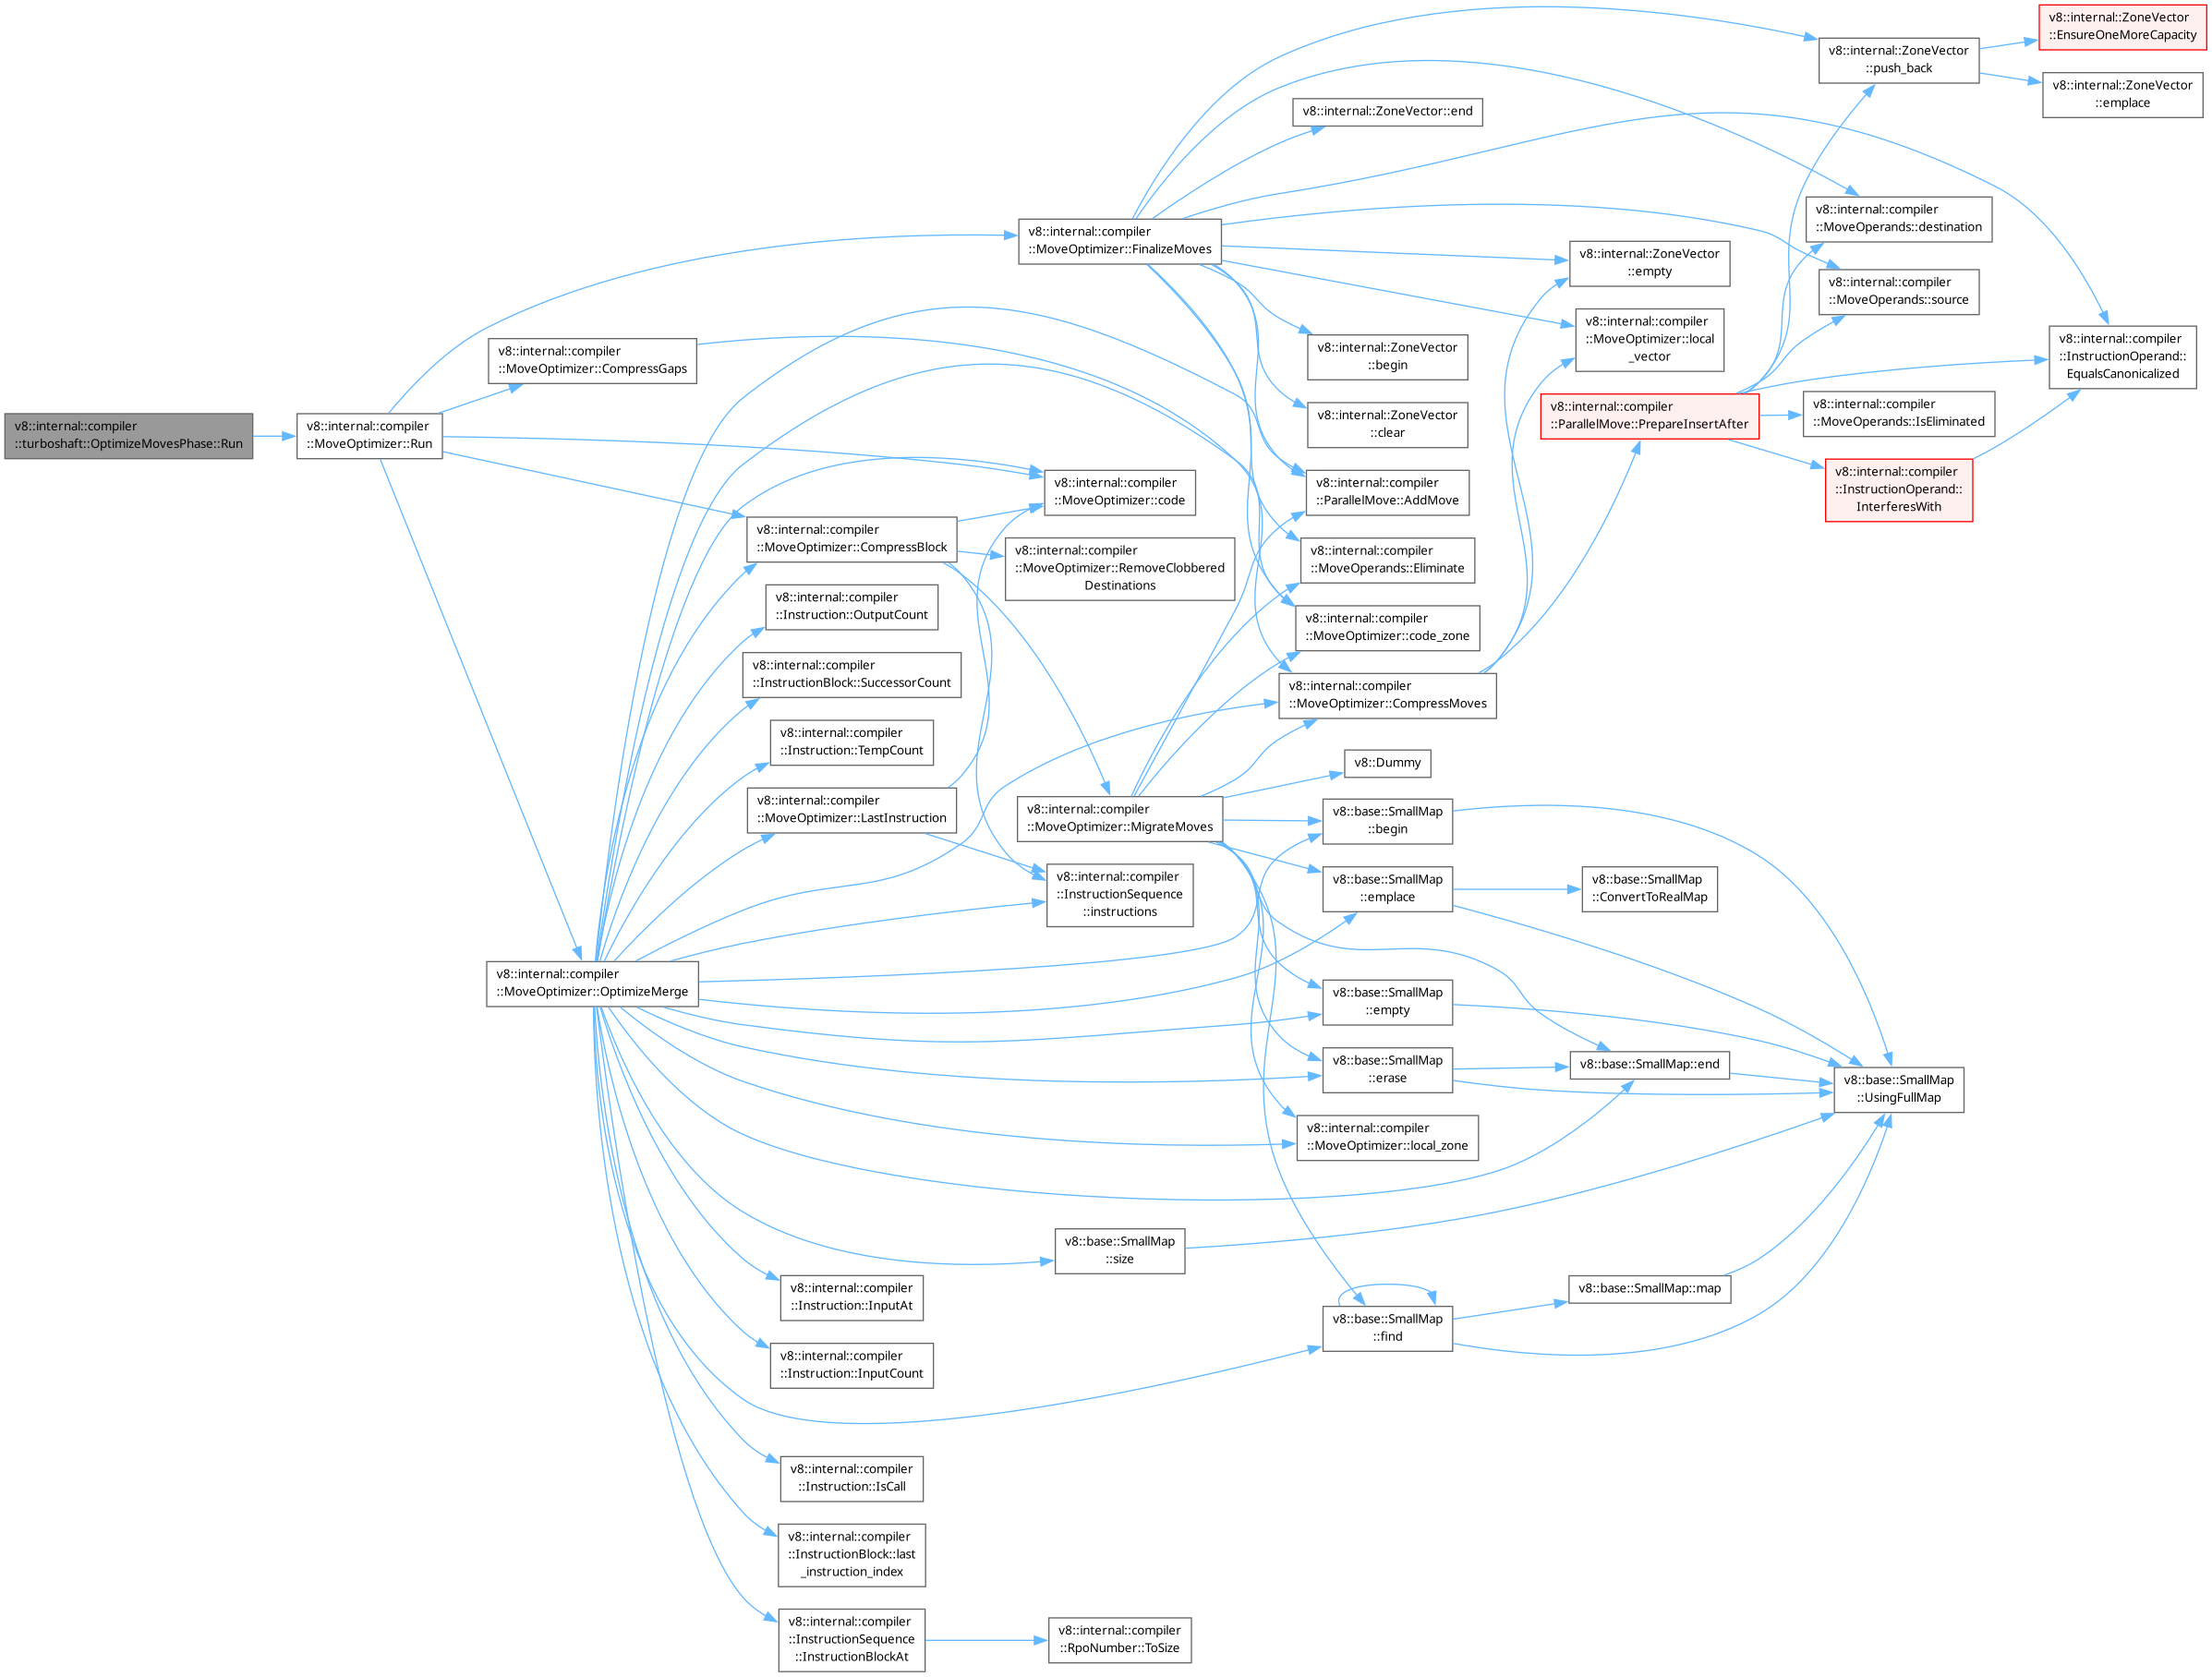 v8::internal::compiler
::turboshaft::OptimizeMovesPhase::Run
v8::internal::compiler
::MoveOptimizer::Run
v8::internal::compiler
::MoveOptimizer::CompressGaps
v8::internal::compiler
::MoveOptimizer::CompressBlock
v8::internal::compiler
::Instruction::OutputCount
v8::internal::compiler
::InstructionBlock::SuccessorCount
v8::internal::compiler
::Instruction::TempCount
v8::internal::compiler
::MoveOptimizer::LastInstruction
v8::internal::compiler
::MoveOptimizer::OptimizeMerge
v8::internal::compiler
::Instruction::InputAt
v8::internal::compiler
::Instruction::InputCount
v8::internal::compiler
::Instruction::IsCall
v8::internal::compiler
::InstructionBlock::last
_instruction_index
v8::internal::compiler
::InstructionSequence
::InstructionBlockAt
v8::internal::compiler
::MoveOptimizer::FinalizeMoves
v8::internal::compiler
::MoveOptimizer::code
v8::internal::compiler
::MoveOptimizer::RemoveClobbered
Destinations
v8::internal::compiler
::MoveOptimizer::MigrateMoves
v8::internal::compiler
::InstructionSequence
::instructions
v8::base::SmallMap
::size
v8::internal::compiler
::RpoNumber::ToSize
v8::internal::ZoneVector::end
v8::internal::ZoneVector
::begin
v8::internal::ZoneVector
::clear
v8::internal::compiler
::ParallelMove::AddMove
v8::internal::compiler
::MoveOperands::Eliminate
v8::internal::compiler
::MoveOptimizer::code_zone
v8::internal::compiler
::MoveOptimizer::CompressMoves
v8::Dummy
v8::base::SmallMap
::begin
v8::base::SmallMap
::emplace
v8::base::SmallMap
::empty
v8::base::SmallMap
::erase
v8::internal::compiler
::MoveOptimizer::local_zone
v8::base::SmallMap
::find
v8::internal::ZoneVector
::empty
v8::internal::compiler
::MoveOptimizer::local
_vector
v8::internal::compiler
::ParallelMove::PrepareInsertAfter
v8::base::SmallMap
::ConvertToRealMap
v8::base::SmallMap::end
v8::base::SmallMap::map
v8::internal::ZoneVector
::push_back
v8::internal::compiler
::MoveOperands::destination
v8::internal::compiler
::MoveOperands::source
v8::internal::compiler
::MoveOperands::IsEliminated
v8::internal::compiler
::InstructionOperand::
InterferesWith
v8::base::SmallMap
::UsingFullMap
v8::internal::ZoneVector
::EnsureOneMoreCapacity
v8::internal::ZoneVector
::emplace
v8::internal::compiler
::InstructionOperand::
EqualsCanonicalized